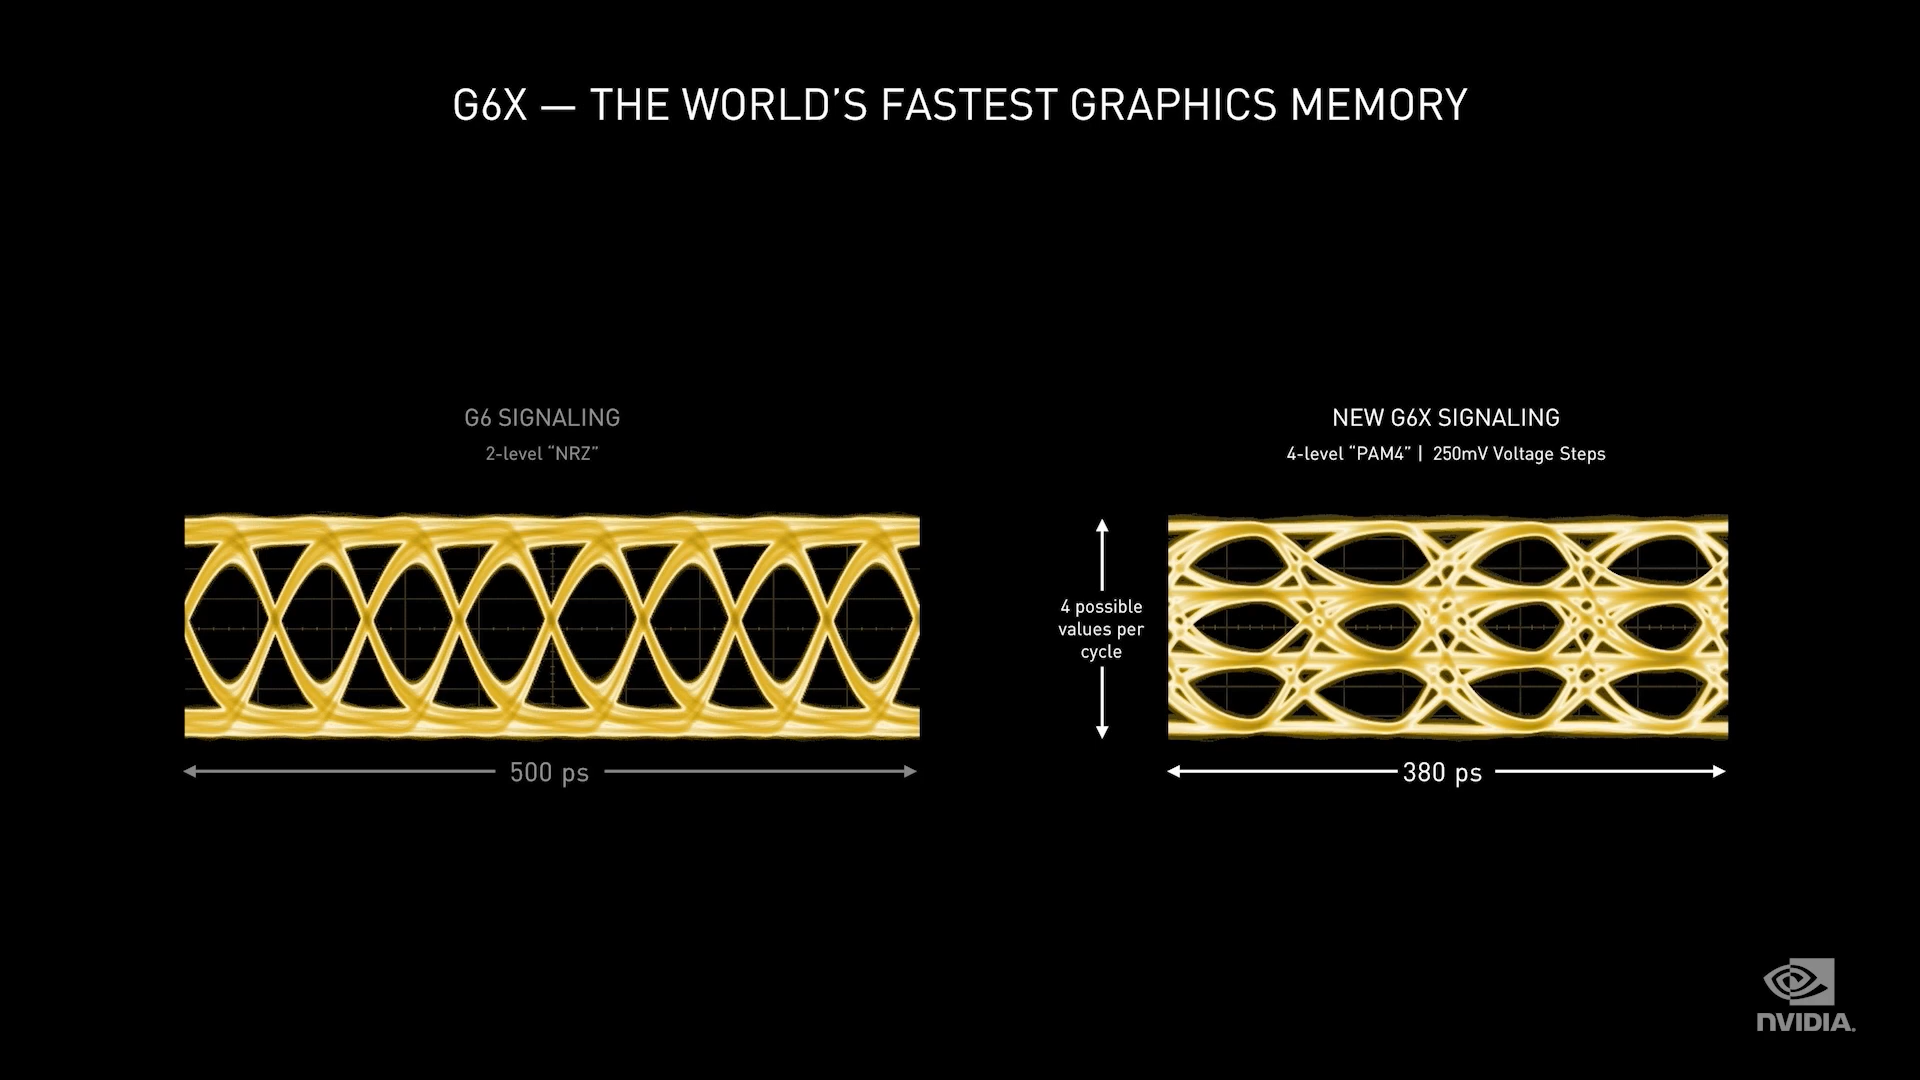 G6X — THE WORLD'S FASTEST GRAPHICS MEMORY
G6 SIGNALING
2-level “NRZ”
500 ps
NEW G6X SIGNALING
4-level “PAM4” | 250mV Voltage Steps
4 possible
values per
cycle
380 ps
NVIDIA.